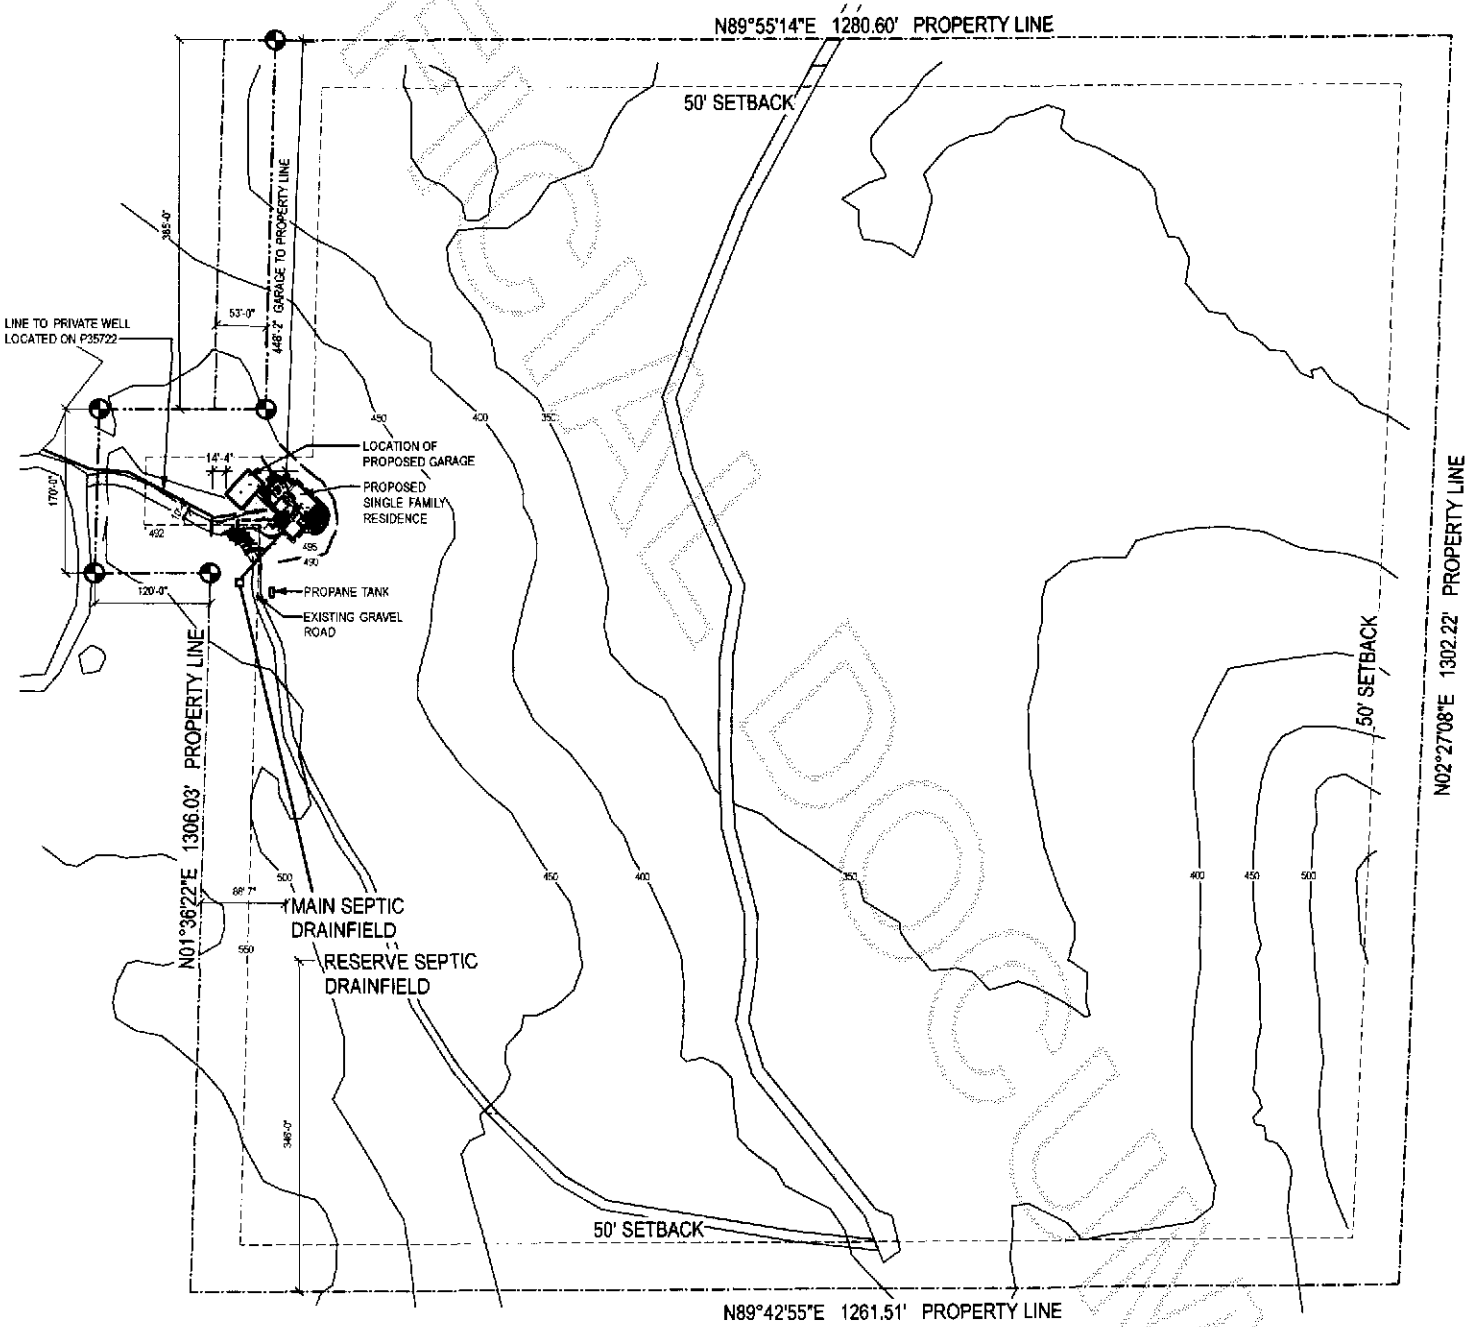 N89°55'14"E 1280.60' PROPERTY LINE
50' SETBACK
385'-0"
448'-2" GARAGE TO PROPERTY LINE
53'-0"
LINE TO PRIVATE WELL
LOCATED ON P35722
450
400
350
LOCATION OF
PROPOSED GARAGE
14'-4"
PROPOSED
SINGLE FAMILY
RESIDENCE
170'-0"
492
495
490
120'-0"
PROPANE TANK
EXISTING GRAVEL
ROAD
N01°36'22"E 1306.03' PROPERTY LINE
50' SETBACK
N02°27'08"E 1302.22' PROPERTY LINE
500
450
400
350
400
450
500
MAIN SEPTIC
DRAINFIELD
550
RESERVE SEPTIC
DRAINFIELD
346'-0"
50' SETBACK
N89°42'55"E 1261.51' PROPERTY LINE